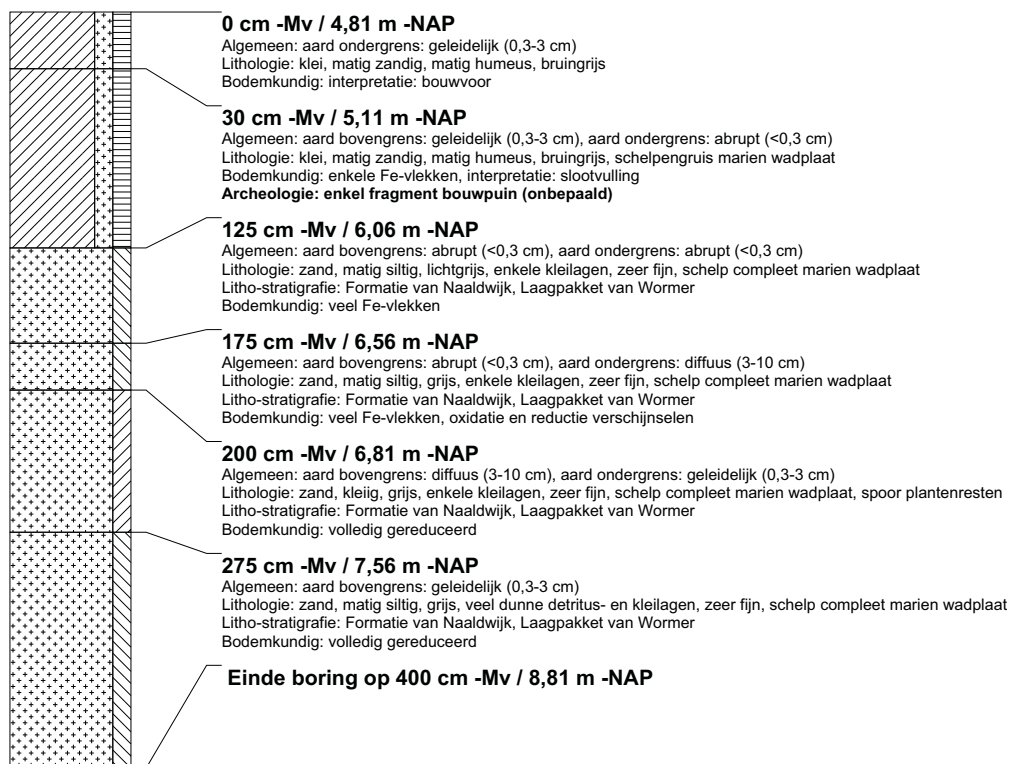 0 cm -Mv / 4,81 m -NAP
Algemeen: aard ondergrens: geleidelijk (0,3-3 cm)
Lithologie: klei, matig zandig, matig humeus, bruingrijs
Bodemkundig: interpretatie: bouwvoor
30 cm -Mv / 5,11 m -NAP
Algemeen: aard bovengrens: geleidelijk (0,3-3 cm), aard ondergrens: abrupt (<0,3 cm)
Lithologie: klei, matig zandig, matig humeus, bruingrijs, schelpengruis marien wadplaat
Bodemkundig: enkele Fe-vlekken, interpretatie: slootvulling
Archeologie: enkel fragment bouwpuin (onbepaald)
125 cm -Mv / 6,06 m -NAP
Algemeen: aard bovengrens: abrupt (<0,3 cm), aard ondergrens: abrupt (<0,3 cm)
Lithologie: zand, matig siltig, lichtgrijs, enkele kleilagen, zeer fijn, schelp compleet marien wadplaat
Litho-stratigrafie: Formatie van Naaldwijk, Laagpakket van Wormer
Bodemkundig: veel Fe-vlekken
175 cm -Mv / 6,56 m -NAP
Algemeen: aard bovengrens: abrupt (<0,3 cm), aard ondergrens: diffuus (3-10 cm)
Lithologie: zand, matig siltig, grijs, enkele kleilagen, zeer fijn, schelp compleet marien wadplaat
Litho-stratigrafie: Formatie van Naaldwijk, Laagpakket van Wormer
Bodemkundig: veel Fe-vlekken, oxidatie en reductie verschijnselen
200 cm -Mv / 6,81 m -NAP
Algemeen: aard bovengrens: diffuus (3-10 cm), aard ondergrens: geleidelijk (0,3-3 cm)
Lithologie: zand, kleiig, grijs, enkele kleilagen, zeer fijn, schelp compleet marien wadplaat, spoor plantenresten
Litho-stratigrafie: Formatie van Naaldwijk, Laagpakket van Wormer
Bodemkundig: volledig gereduceerd
275 cm -Mv / 7,56 m -NAP
Algemeen: aard bovengrens: geleidelijk (0,3-3 cm)
Lithologie: zand, matig siltig, grijs, veel dunne detritus- en kleilagen, zeer fijn, schelp compleet marien wadplaat
Litho-stratigrafie: Formatie van Naaldwijk, Laagpakket van Wormer
Bodemkundig: volledig gereduceerd
Einde boring op 400 cm -Mv / 8,81 m -NAP